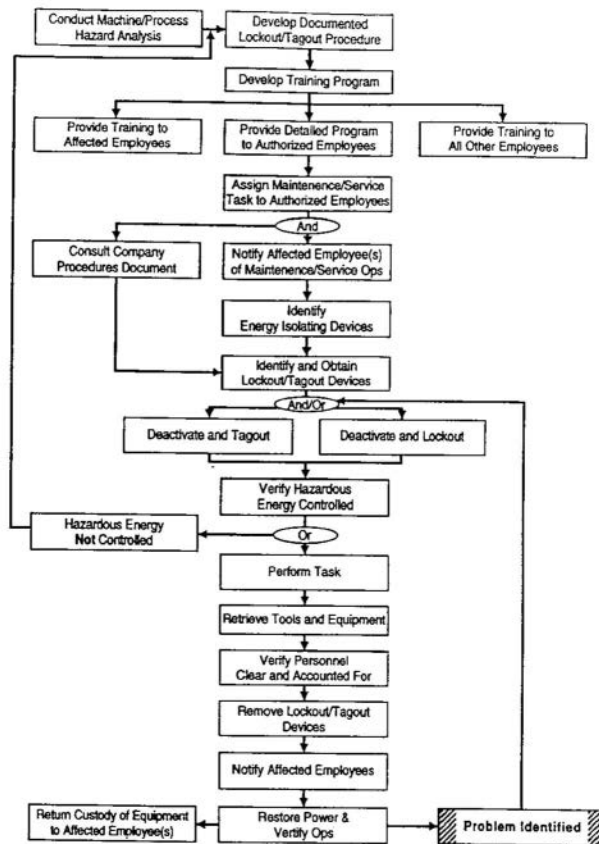 Conduct Machine/Process
Hazard Analysis
Develop Documented
Lockout/Tagout Procedure
Develop Training Program
Provide Training to
Affected Employees
Provide Detailed Program
to Authorized Employees
Provide Training to
All Other Employees
Assign Maintenence/Service
Task to Authorized Employees
And
Consult Company
Procedures Document
Notify Affected Employee(s)
of Maintenence/Service Ops
Identify
Energy Isolating Devices
Identify and Obtain
Lockout/Tagout Devices
And/Or
Deactivate and Tagout
Deactivate and Lockout
Verify Hazardous
Energy Controlled
Hazardous Energy
Not Controlled
Or
Perform Task
Retrieve Tools and Equipment
Verify Personnel
Clear and Accounted For
Remove Lockout/Tagout
Devices
Notify Affected Employees
Return Custody of Equipment
to Affected Employee(s)
Restore Power &
Vertify Ops
Problem Identified